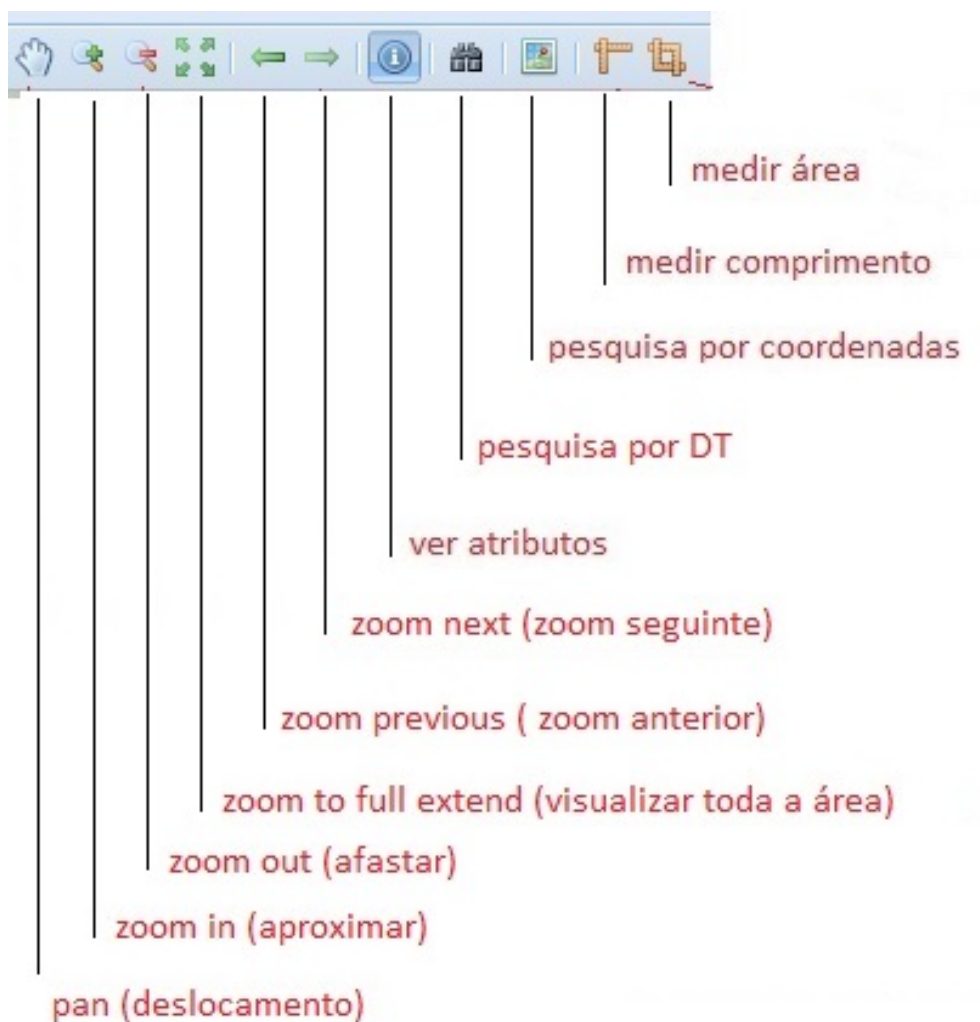 medir área
medir comprimento
pesquisa por coordenadas
pesquisa por DT
ver atributos
zoom next (zoom seguinte)
zoom previous ( zoom anterior)
zoom to full extend (visualizar toda a área)
zoom out (afastar)
zoom in (aproximar)
pan (deslocamento)